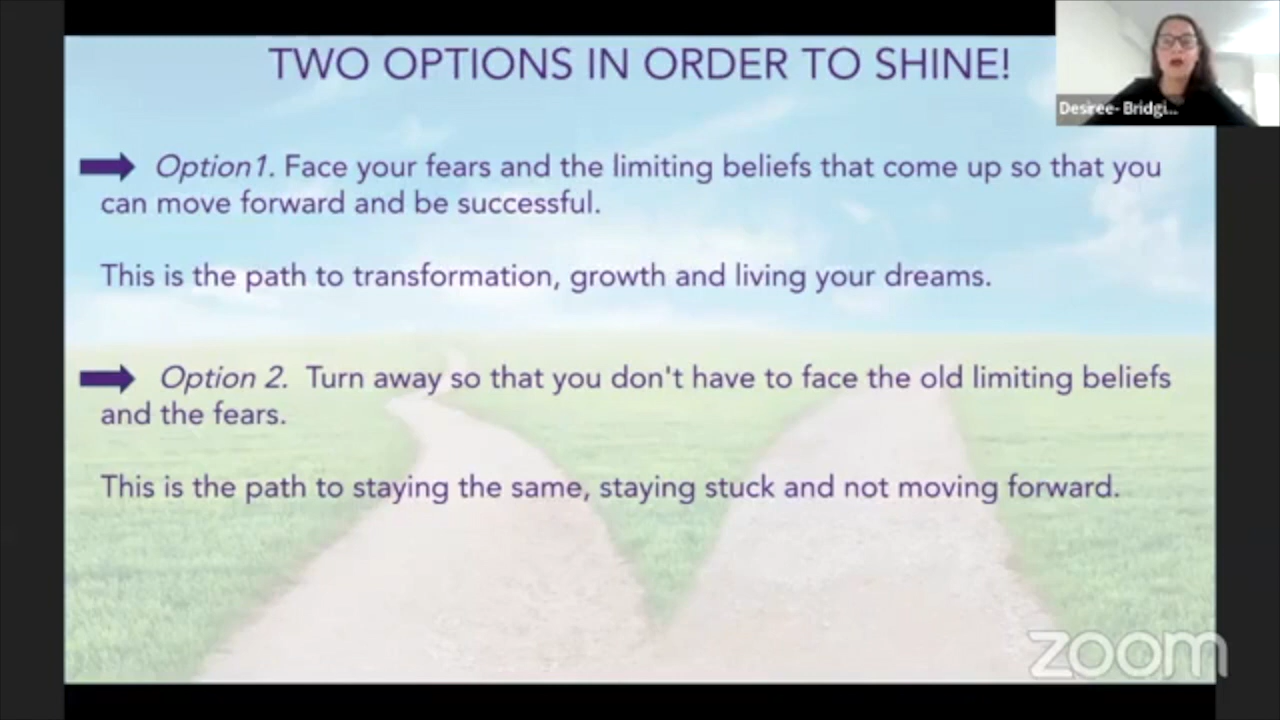 TWO OPTIONS IN ORDER TO SHINE!
Desiree- Bridgi...
Option1. Face your fears and the limiting beliefs that come up so that you
can move forward and be successful.
This is the path to transformation, growth and living your dreams.
Option 2. Turn away so that you don't have to face the old limiting beliefs
and the fears.
This is the path to staying the same, staying stuck and not moving forward.
zoom